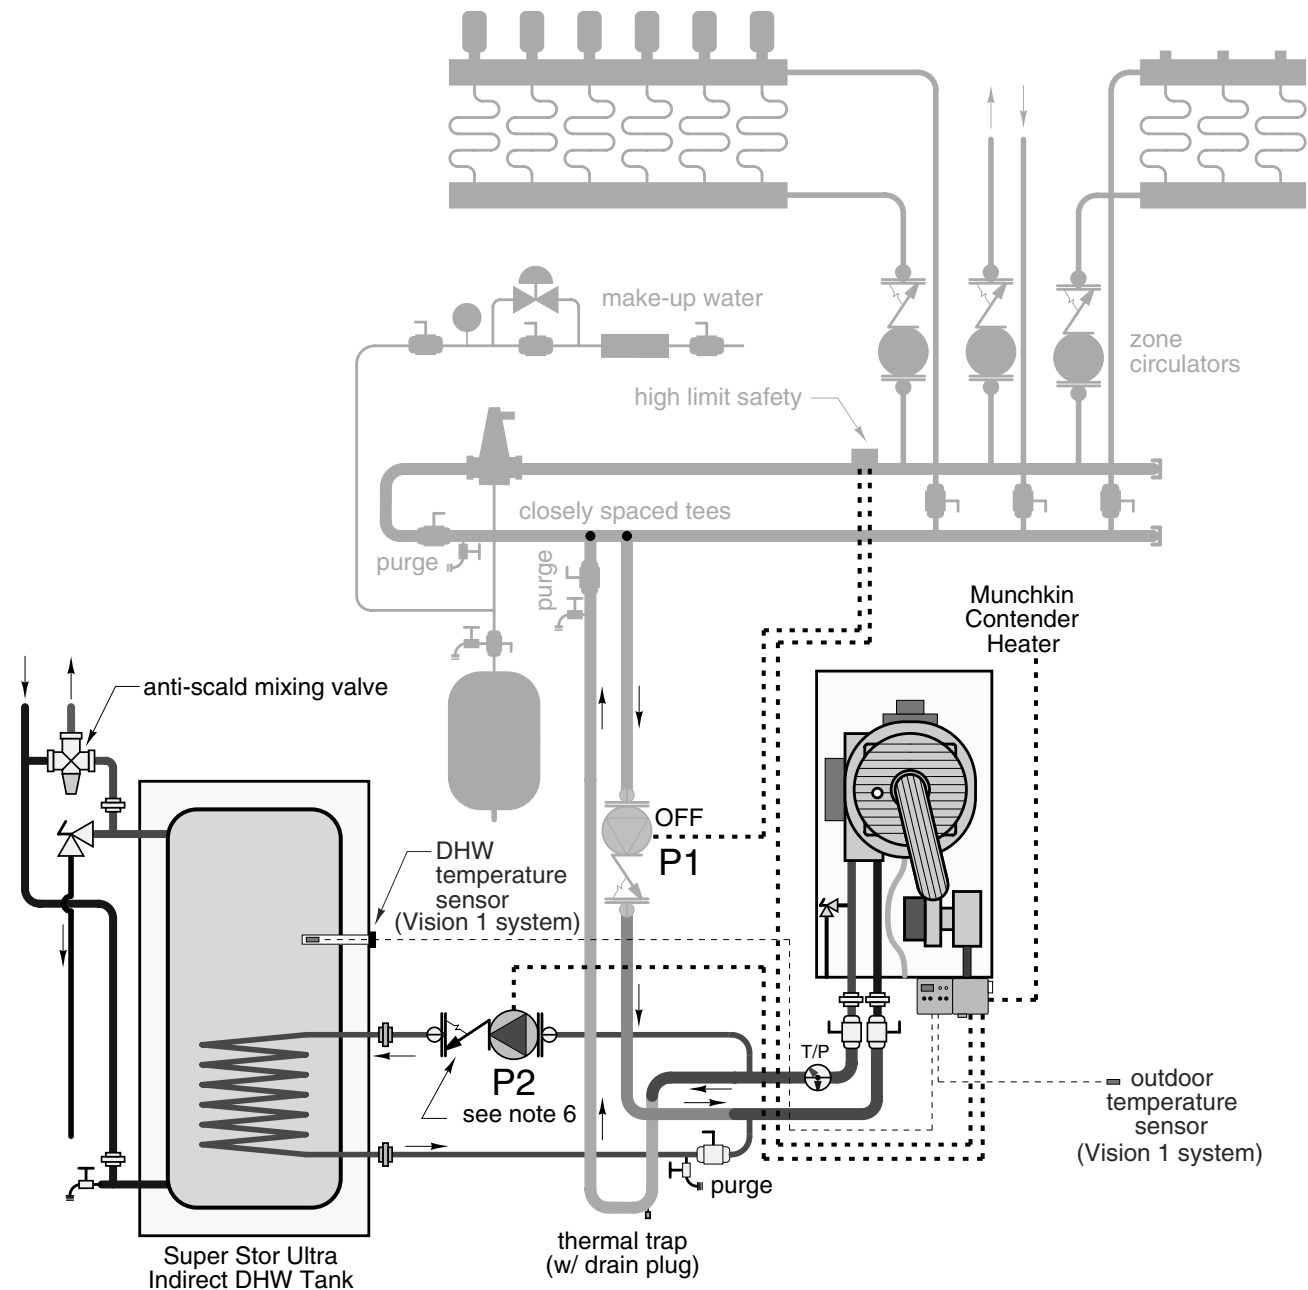 make-up water
zone
circulators
high limit safety
closely spaced tees
purge
purge
Munchkin
Contender
Heater
anti-scald mixing valve
OFF
P1
DHW
temperature
sensor
(Vision 1 system)
T/P
P2
see note 6
outdoor
temperature
sensor
(Vision 1 system)
purge
thermal trap
(w/ drain plug)
Super Stor Ultra
Indirect DHW Tank